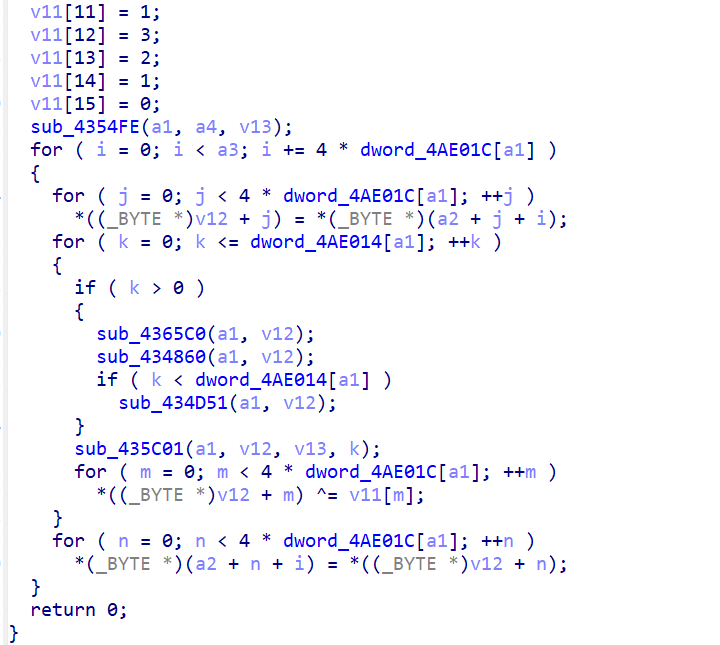 v11[11] = 1;
v11[12] = 3;
v11[13] = 2;
v11[14] = 1;
v11[15] = 0;
sub_4354FE(a1, a4, v13);
for ( i = 0; i < a3; i += 4 * dword_4AE01C[a1] )
{
for ( j = 0; j < 4 * dword_4AE01C[a1]; ++j )
*((_BYTE *)v12 + j) = *(_BYTE *)(a2 + j + i);
for ( k = 0; k <= dword_4AE014[a1]; ++k )
{
if ( k > 0 )
{
sub_4365C0(a1, v12);
sub_434860(a1, v12);
if ( k < dword_4AE014[a1] )
sub_434D51(a1, v12);
}
sub_435C01(a1, v12, v13, k);
for ( m = 0; m < 4 * dword_4AE01C[a1]; ++m )
*((_BYTE *)v12 + m) ^= v11[m];
}
for ( n = 0; n < 4 * dword_4AE01C[a1]; ++n )
*(_BYTE *)(a2 + n + i) = *((_BYTE *)v12 + n);
}
return 0;
}